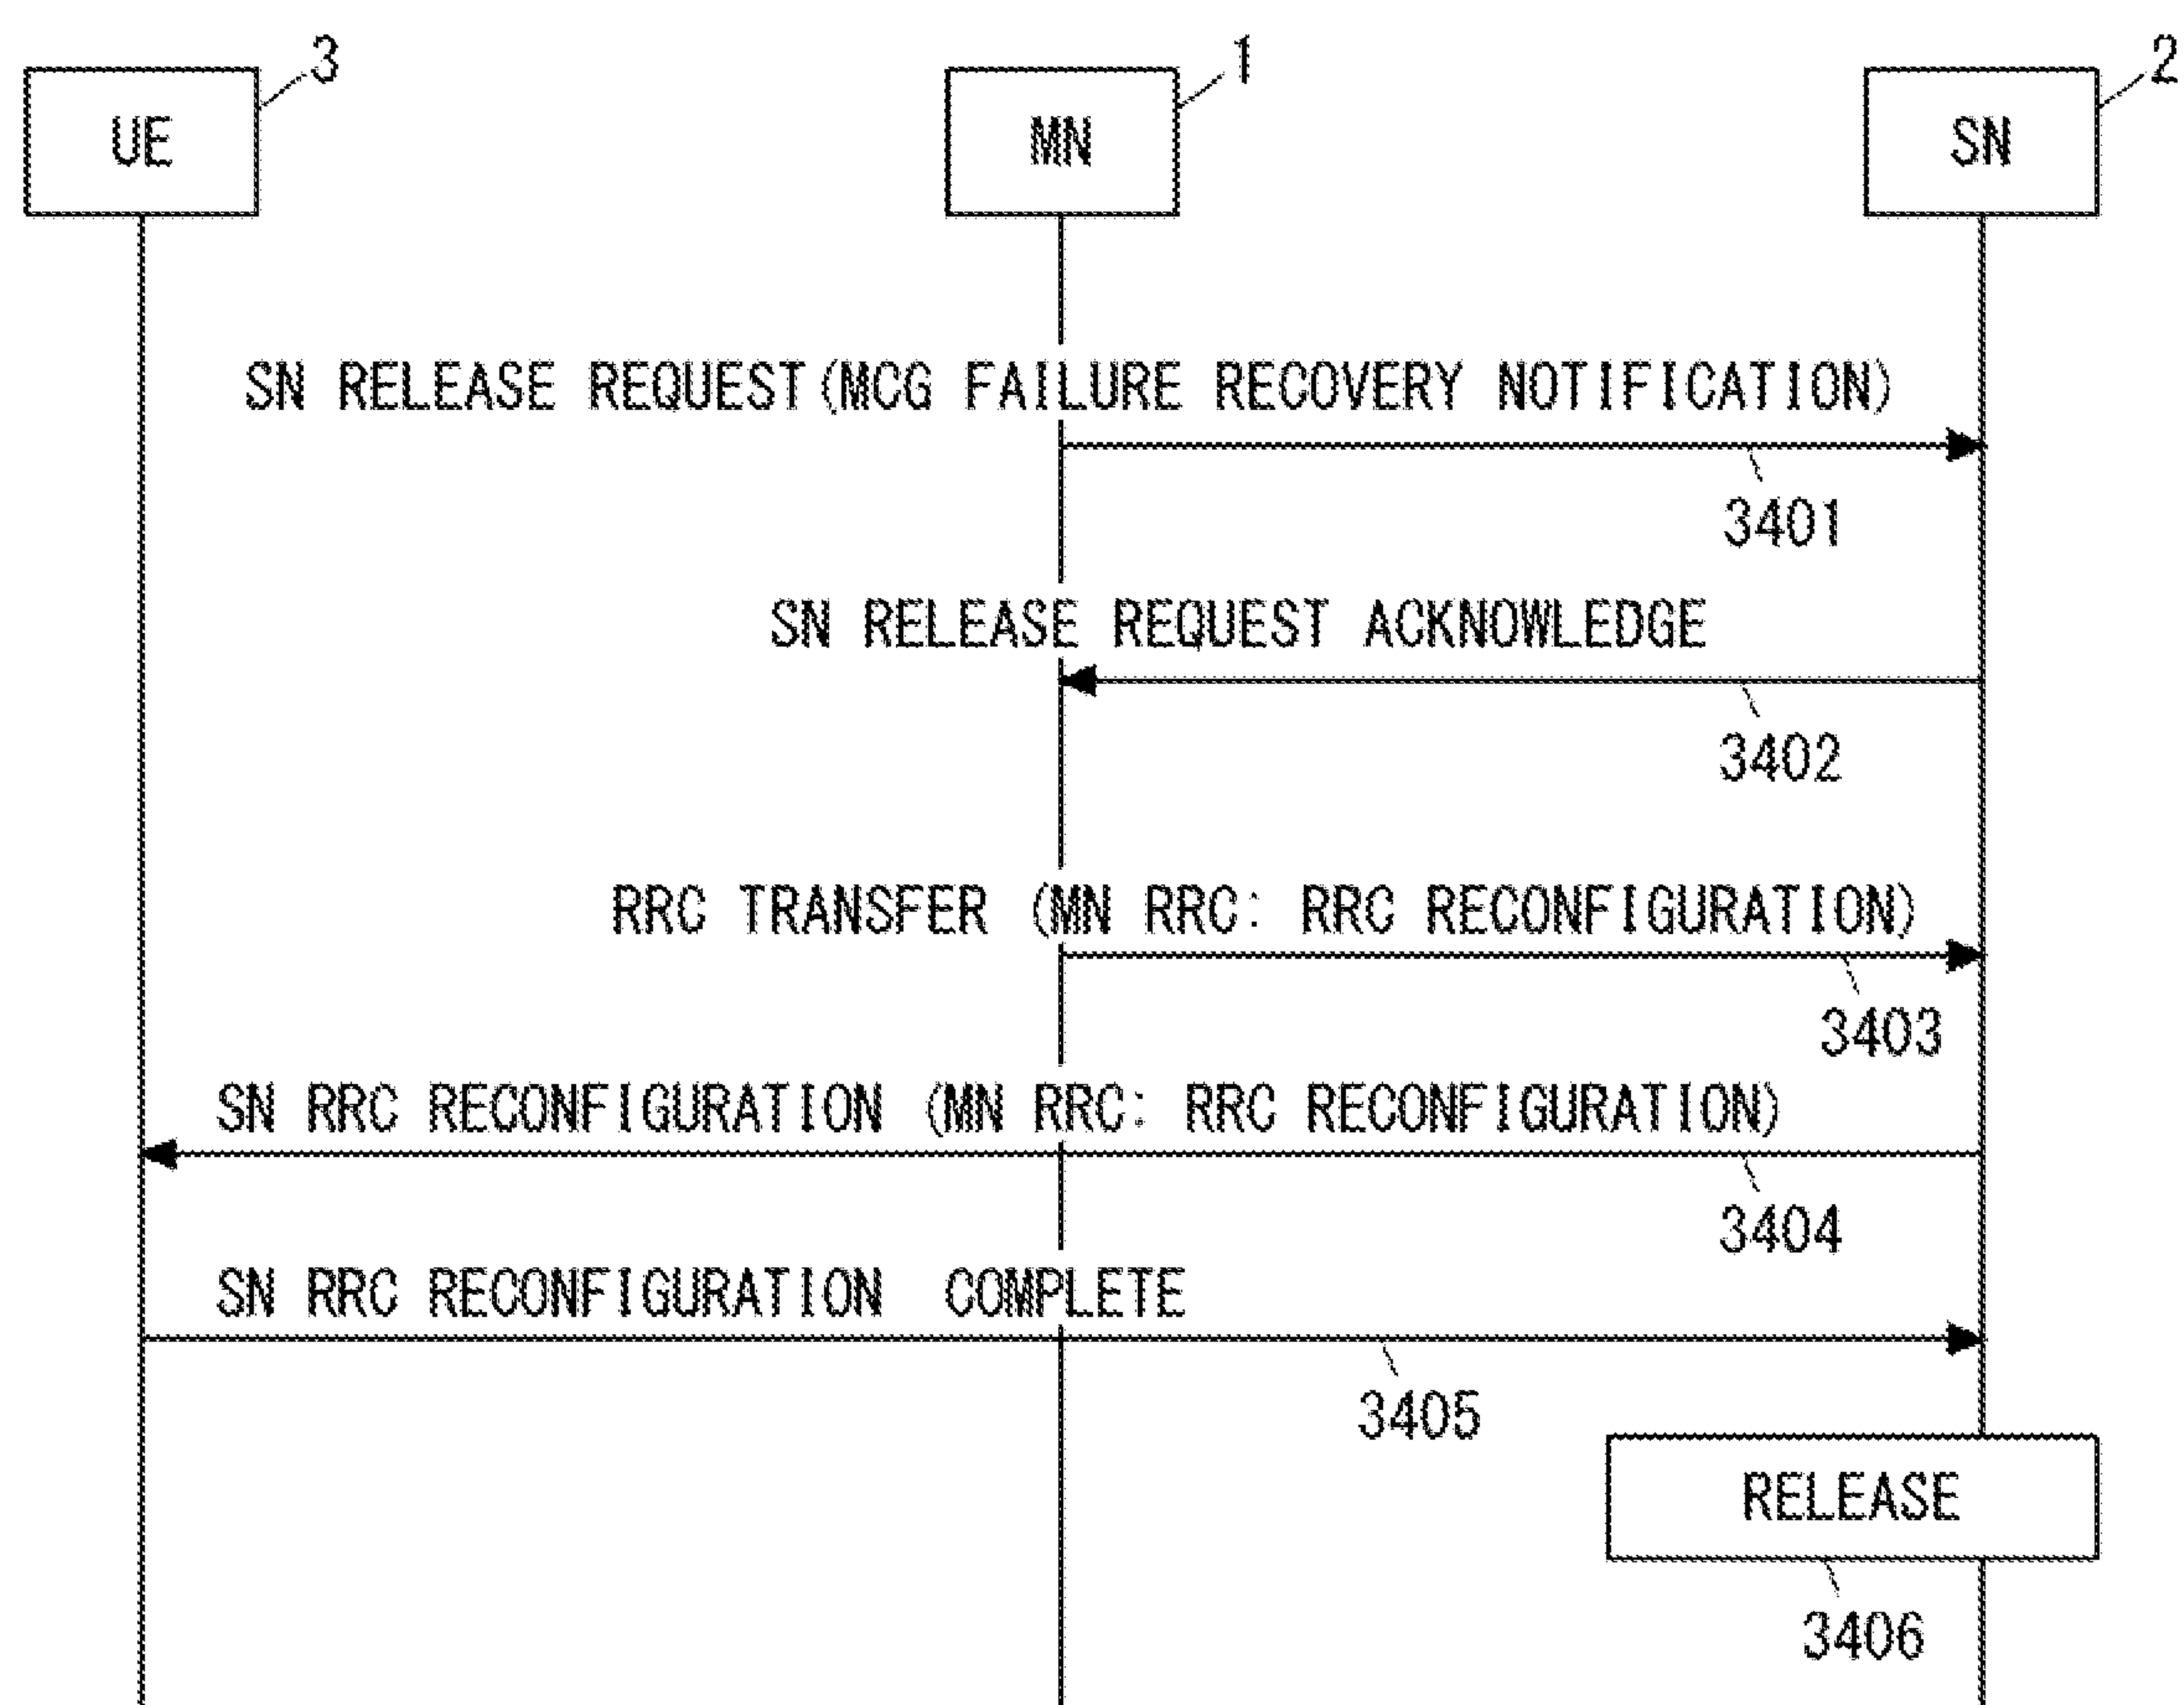 3
1
2
UE
MN
SN
SN RELEASE REQUEST(MCG FAILURE RECOVERY NOTIFICATION)
3401
SN RELEASE REQUEST ACKNOWLEDGE
3402
RRC TRANSFER (MN RRC: RRC RECONFIGURATION)
3403
SN RRC RECONFIGURATION (MN RRC: RRC RECONFIGURATION)
3404
SN RRC RECONFIGURATION COMPLETE
3405
RELEASE
3406